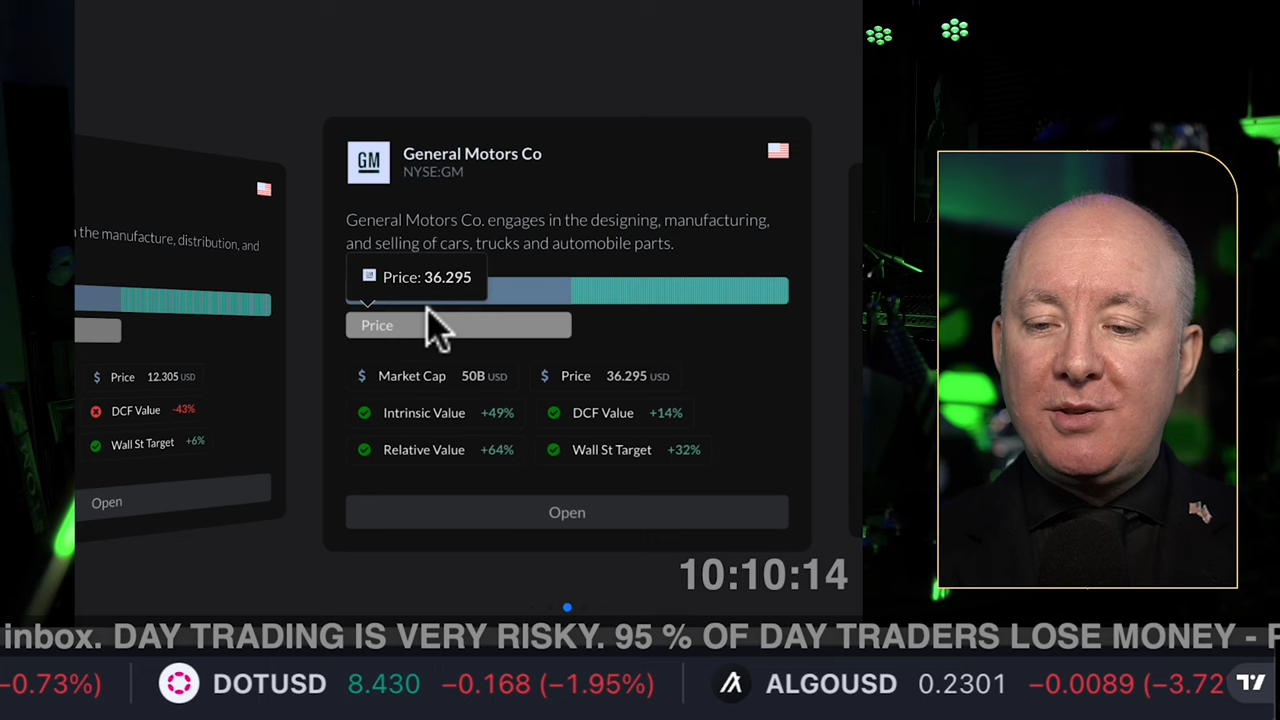 GM
General Motors Co
NYSE:GM
General Motors Co. engages in the designing, manufacturing,
and selling of cars, trucks and automobile parts.
Price: 36.295
Price
$ Market Cap 50B USD
$ Price 36.295 USD
Intrinsic Value +49%
DCF Value +14%
Relative Value +64%
Wall St Target +32%
Open
the manufacture, distribution, and
$ Price 12.305 USD
DCF Value -43%
Wall St Target +6%
Open
10:10:14
inbox. DAY TRADING IS VERY RISKY. 95 % OF DAY TRADERS LOSE MONEY -
−0.73%) DOTUSD 8.430 −0.168 (−1.95%) ALGOUSD 0.2301 −0.0089 (−3.72